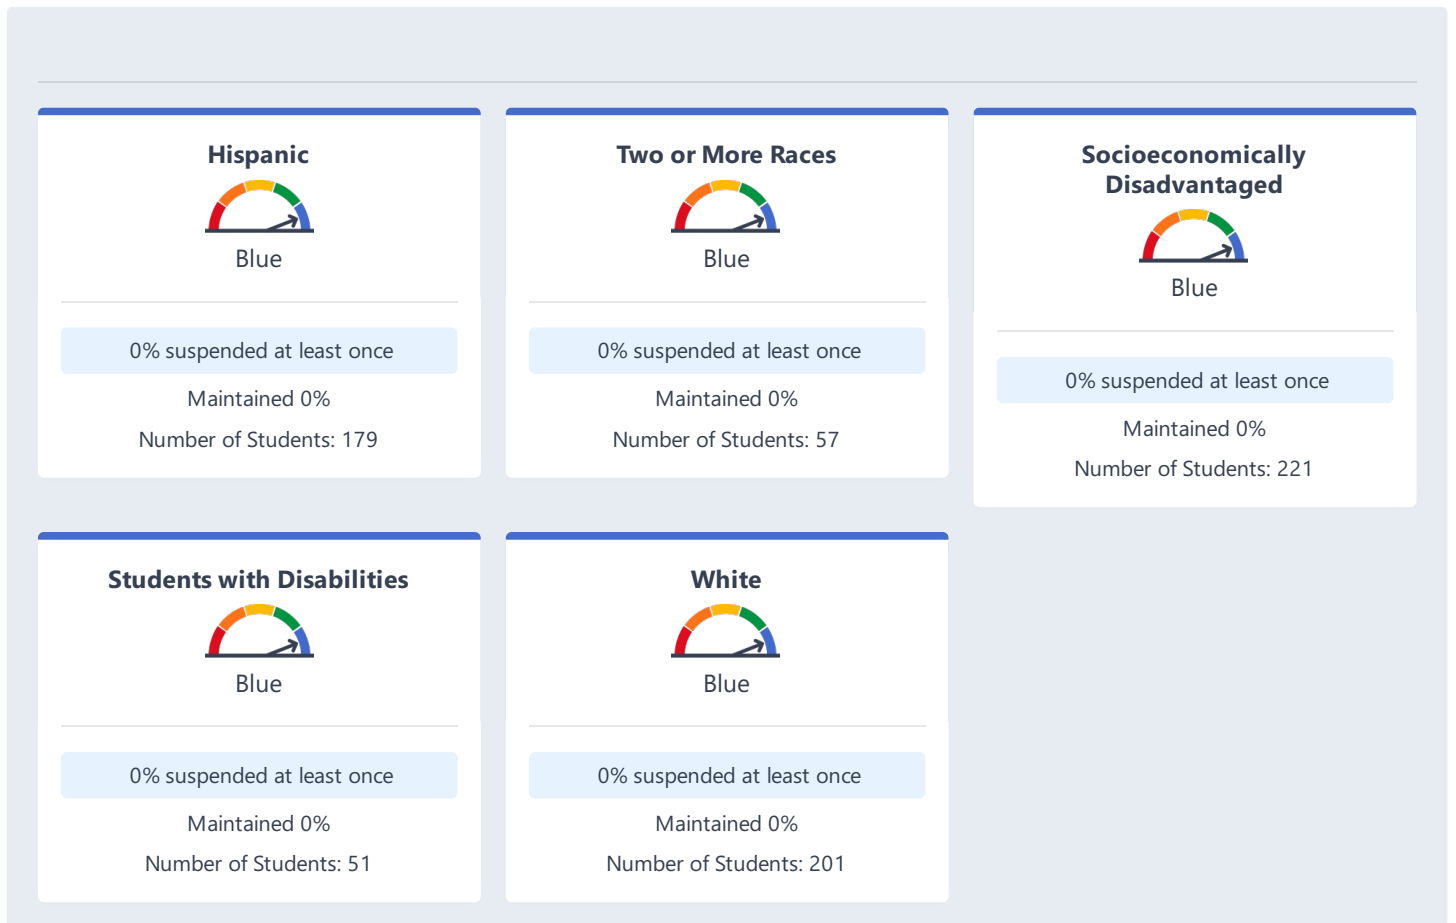 Hispanic
Blue
0% suspended at least once
Maintained 0%
Number of Students: 179
Two or More Races
Blue
0% suspended at least once
Maintained 0%
Number of Students: 57
Socioeconomically
Disadvantaged
Blue
0% suspended at least once
Maintained 0%
Number of Students: 221
Students with Disabilities
Blue
0% suspended at least once
Maintained 0%
Number of Students: 51
White
Blue
0% suspended at least once
Maintained 0%
Number of Students: 201